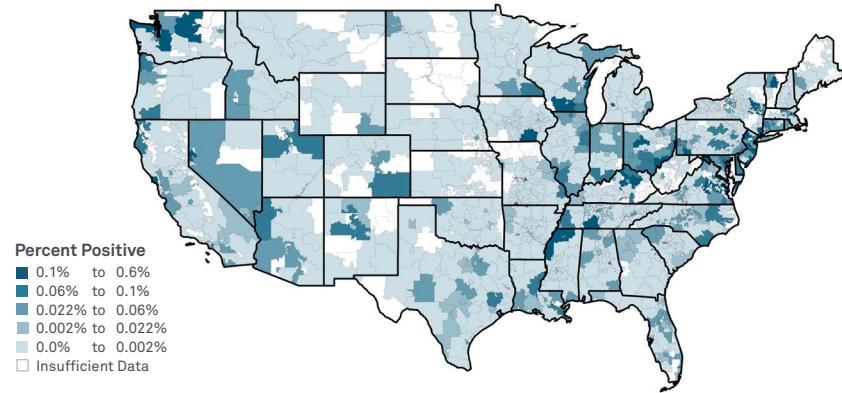 Percent Positive
0.1% to 0.6%
0.06% to 0.1%
0.022% to 0.06%
0.002% to 0.022%
0.0% to 0.002%
Insufficient Data